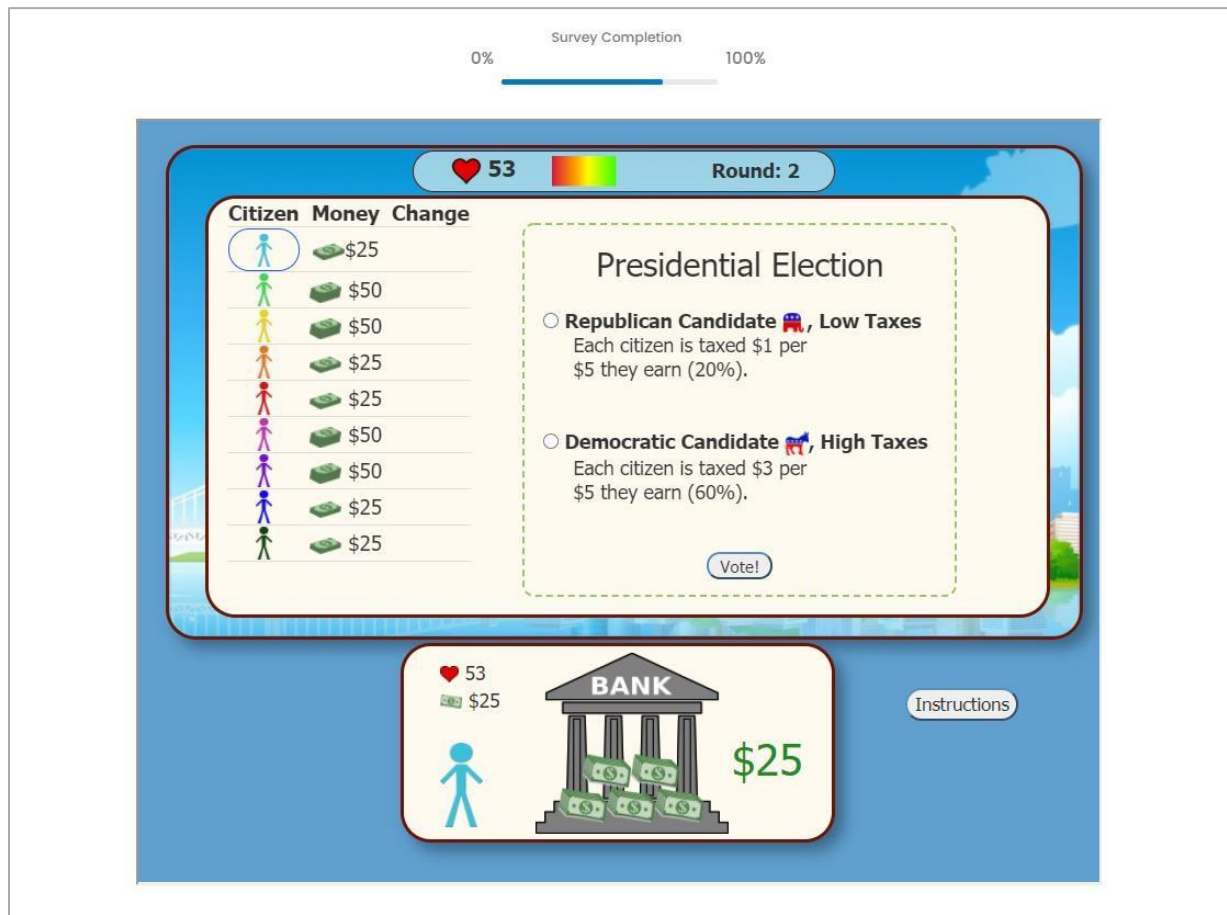 Survey Completion
0% 100%
53 Round: 2
Citizen Money Change
$25
$50
$50
$25
$25
$50
$50
$25
$25
Presidential Election
Republican Candidate , Low Taxes
Each citizen is taxed $1 per
$5 they earn (20%).
Democratic Candidate , High Taxes
Each citizen is taxed $3 per
$5 they earn (60%).
Vote!
53
$25
BANK
$25
Instructions